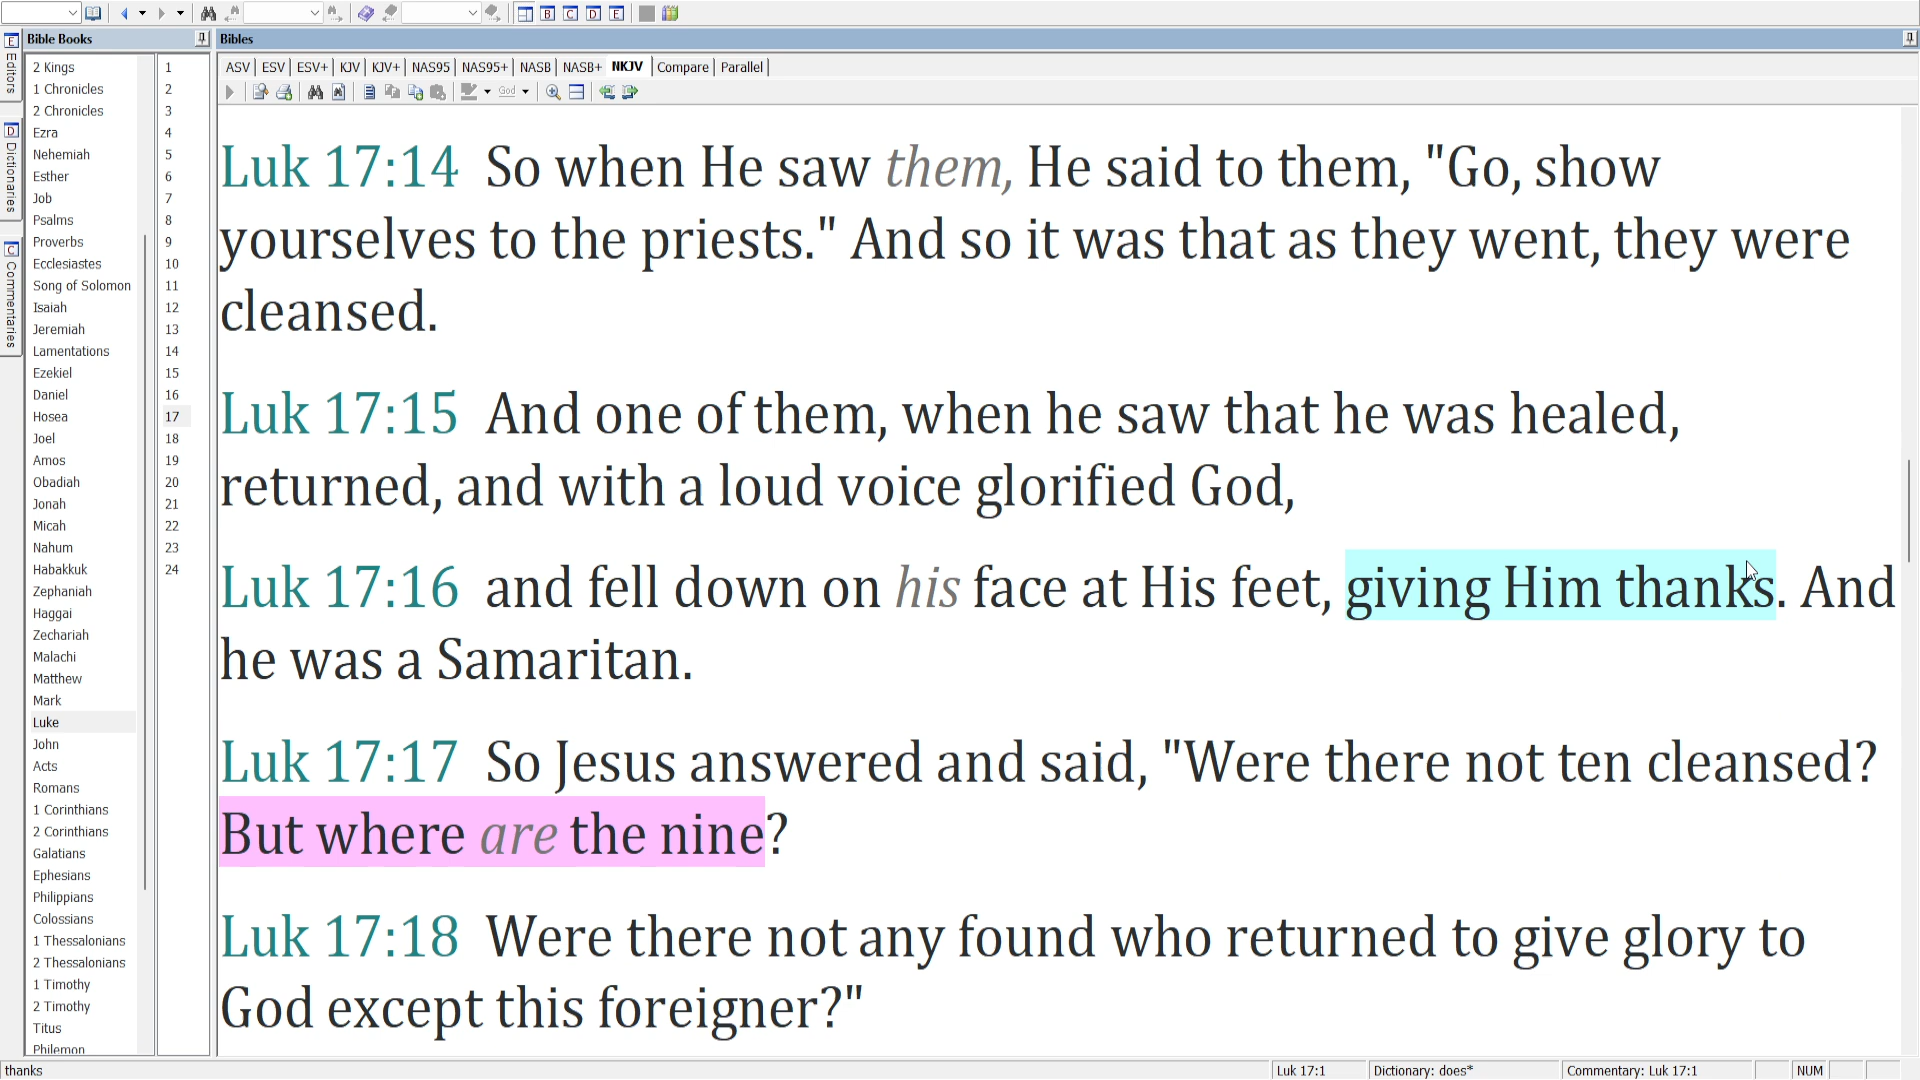 Bible Books
Bibles
E Editors
D Dictionaries
C Commentaries
2 Kings
1 Chronicles
2 Chronicles
Ezra
Nehemiah
Esther
Job
Psalms
Proverbs
Ecclesiastes
Song of Solomon
Isaiah
Jeremiah
Lamentations
Ezekiel
Daniel
Hosea
Joel
Amos
Obadiah
Jonah
Micah
Nahum
Habakkuk
Zephaniah
Haggai
Zechariah
Malachi
Matthew
Mark
Luke
John
Acts
Romans
1 Corinthians
2 Corinthians
Galatians
Ephesians
Philippians
Colossians
1 Thessalonians
2 Thessalonians
1 Timothy
2 Timothy
Titus
Philemon
1
2
3
4
5
6
7
8
9
10
11
12
13
14
15
16
17
18
19
20
21
22
23
24
ASV ESV ESV+ KJV KJV+ NAS95 NAS95+ NASB NASB+ NKJV Compare Parallel
God
Luk 17:14 So when He saw them, He said to them, "Go, show
yourselves to the priests." And so it was that as they went, they were
cleansed.
Luk 17:15 And one of them, when he saw that he was healed,
returned, and with a loud voice glorified God,
Luk 17:16 and fell down on his face at His feet, giving Him thanks. And
he was a Samaritan.
Luk 17:17 So Jesus answered and said, "Were there not ten cleansed?
But where are the nine?
Luk 17:18 Were there not any found who returned to give glory to
God except this foreigner?"
thanks
Luk 17:1
Dictionary: does*
Commentary: Luk 17:1
NUM